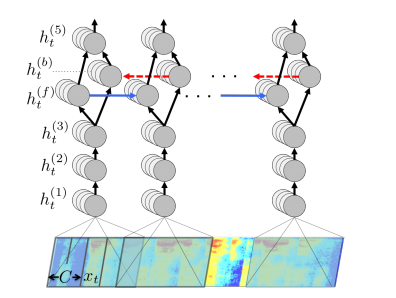 h_t^{(5)}
h_t^{(b)}
h_t^{(f)}
h_t^{(3)}
h_t^{(2)}
h_t^{(1)}
C x_t